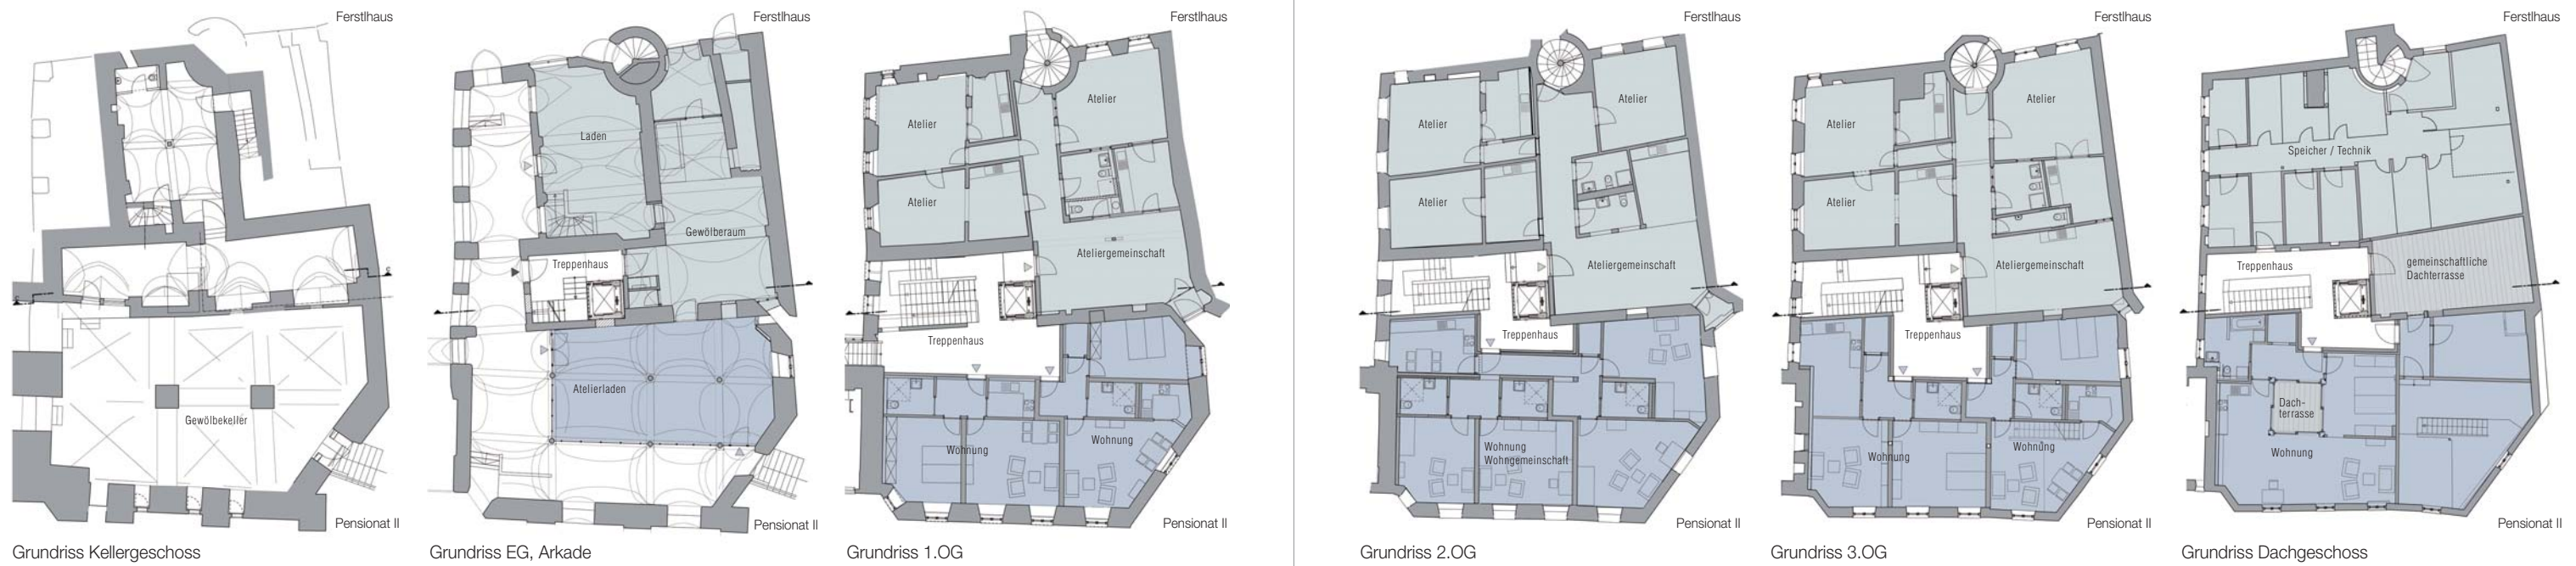 Ferstlhaus
Gewölbekeller
Pensionat II
Grundriss Kellergeschoss
Ferstlhaus
Laden
Gewölberaum
Treppenhaus
Atelierladen
Pensionat II
Grundriss EG, Arkade
Ferstlhaus
Atelier
Atelier
Atelier
Ateliergemeinschaft
Treppenhaus
Wohnung
Wohnung
Pensionat II
Grundriss 1.OG
Ferstlhaus
Atelier
Atelier
Atelier
Ateliergemeinschaft
Treppenhaus
Wohnung
Wohngemeinschaft
Pensionat II
Grundriss 2.OG
Ferstlhaus
Atelier
Atelier
Atelier
Ateliergemeinschaft
Treppenhaus
Wohnung
Wohnung
Pensionat II
Grundriss 3.OG
Ferstlhaus
Speicher / Technik
Treppenhaus
gemeinschaftliche
Dachterrasse
Dach-
terrasse
Wohnung
Pensionat II
Grundriss Dachgeschoss